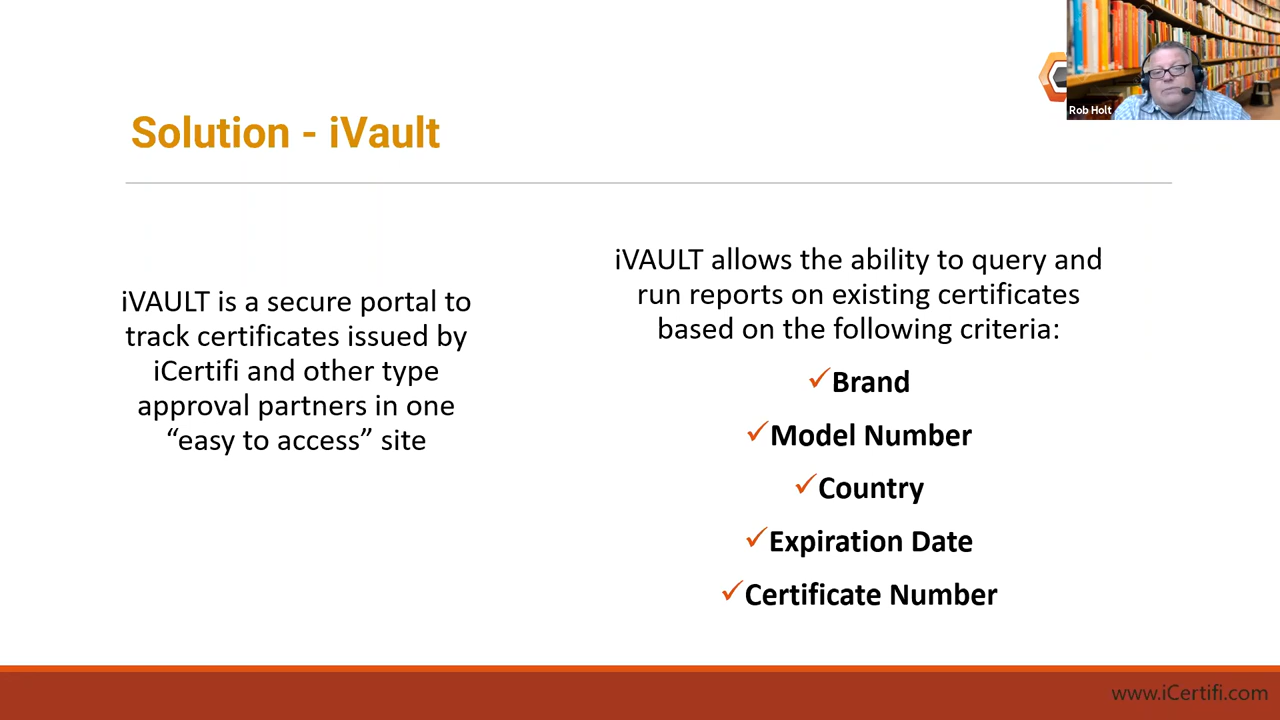 Rob Holt
Solution - iVault
iVAULT is a secure portal to
track certificates issued by
iCertifi and other type
approval partners in one
“easy to access” site
iVAULT allows the ability to query and
run reports on existing certificates
based on the following criteria:
✓Brand
✓Model Number
✓Country
✓Expiration Date
✓Certificate Number
www.iCertifi.com